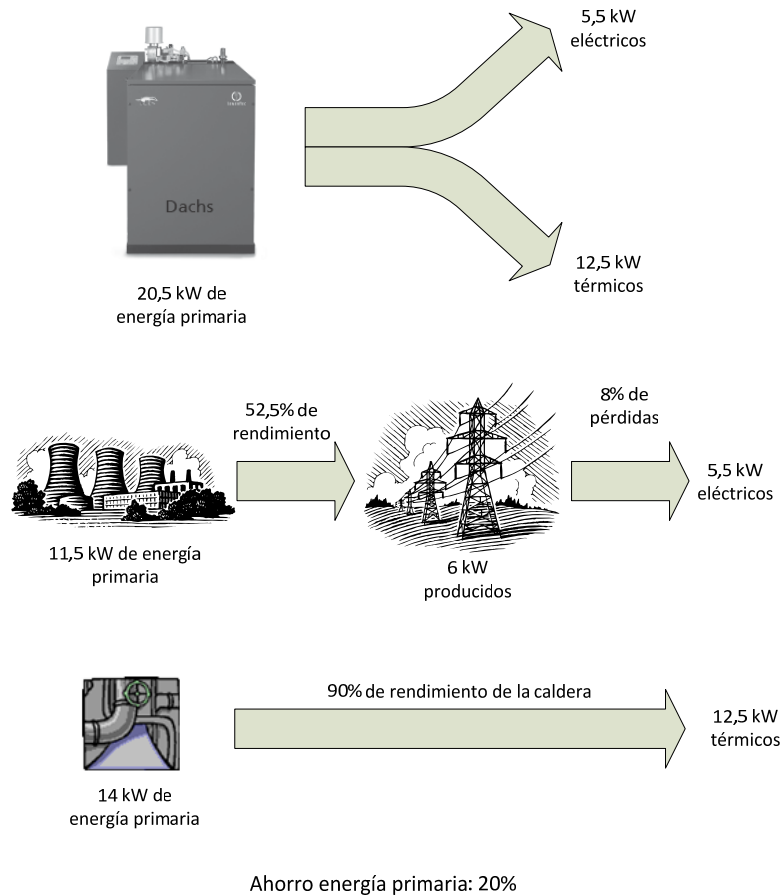 5,5 kW
eléctricos
Dachs
12,5 kW
térmicos
20,5 kW de
energía primaria
52,5% de
rendimiento
8% de
pérdidas
5,5 kW
eléctricos
11,5 kW de energía
primaria
6 kW
producidos
90% de rendimiento de la caldera
12,5 kW
térmicos
14 kW de
energía primaria
Ahorro energía primaria: 20%